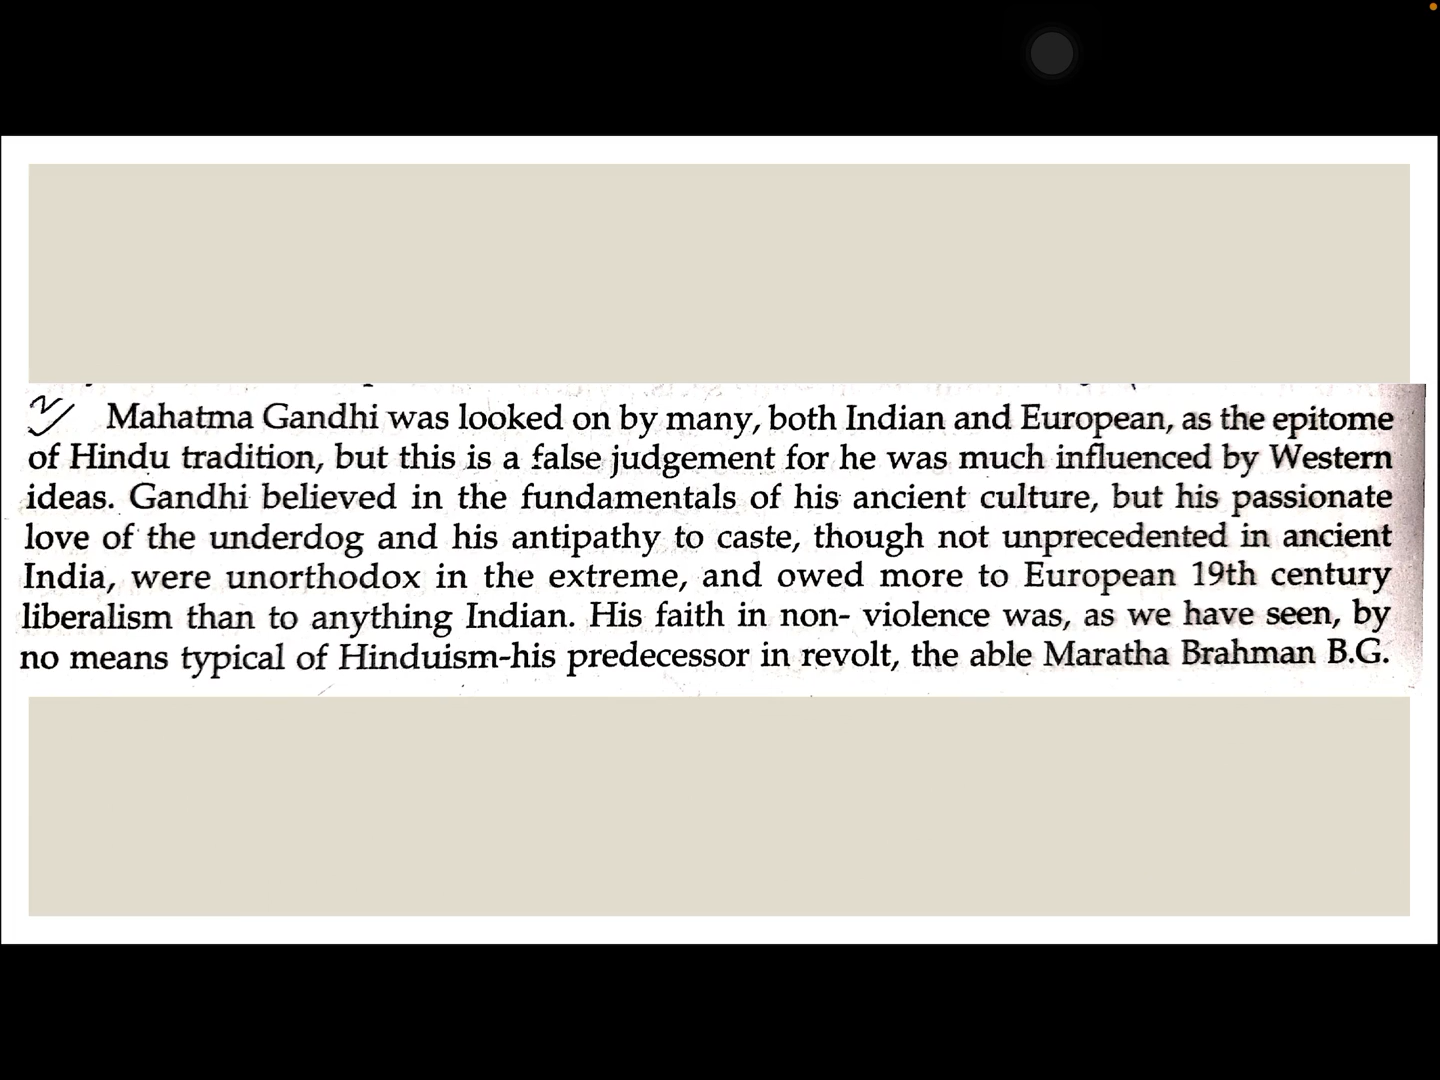 Mahatma Gandhi was looked on by many, both Indian and European, as the epitome
of Hindu tradition, but this is a false judgement for he was much influenced by Western
ideas. Gandhi believed in the fundamentals of his ancient culture, but his passionate
love of the underdog and his antipathy to caste, though not unprecedented in ancient
India, were unorthodox in the extreme, and owed more to European 19th century
liberalism than to anything Indian. His faith in non- violence was, as we have seen, by
no means typical of Hinduism-his predecessor in revolt, the able Maratha Brahman B.G.